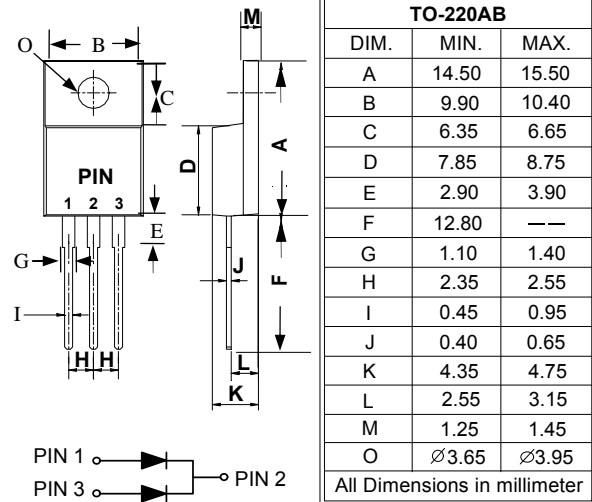 O
B
C
PIN
1 2 3
E
G
I
H H
M
D
A
J
F
L
K
PIN 1
PIN 3
PIN 2
TO-220AB
DIM. MIN. MAX.
A 14.50 15.50
B 9.90 10.40
C 6.35 6.65
D 7.85 8.75
E 2.90 3.90
F 12.80 ——
G 1.10 1.40
H 2.35 2.55
I 0.45 0.95
J 0.40 0.65
K 4.35 4.75
L 2.55 3.15
M 1.25 1.45
O ∅3.65 ∅3.95
All Dimensions in millimeter